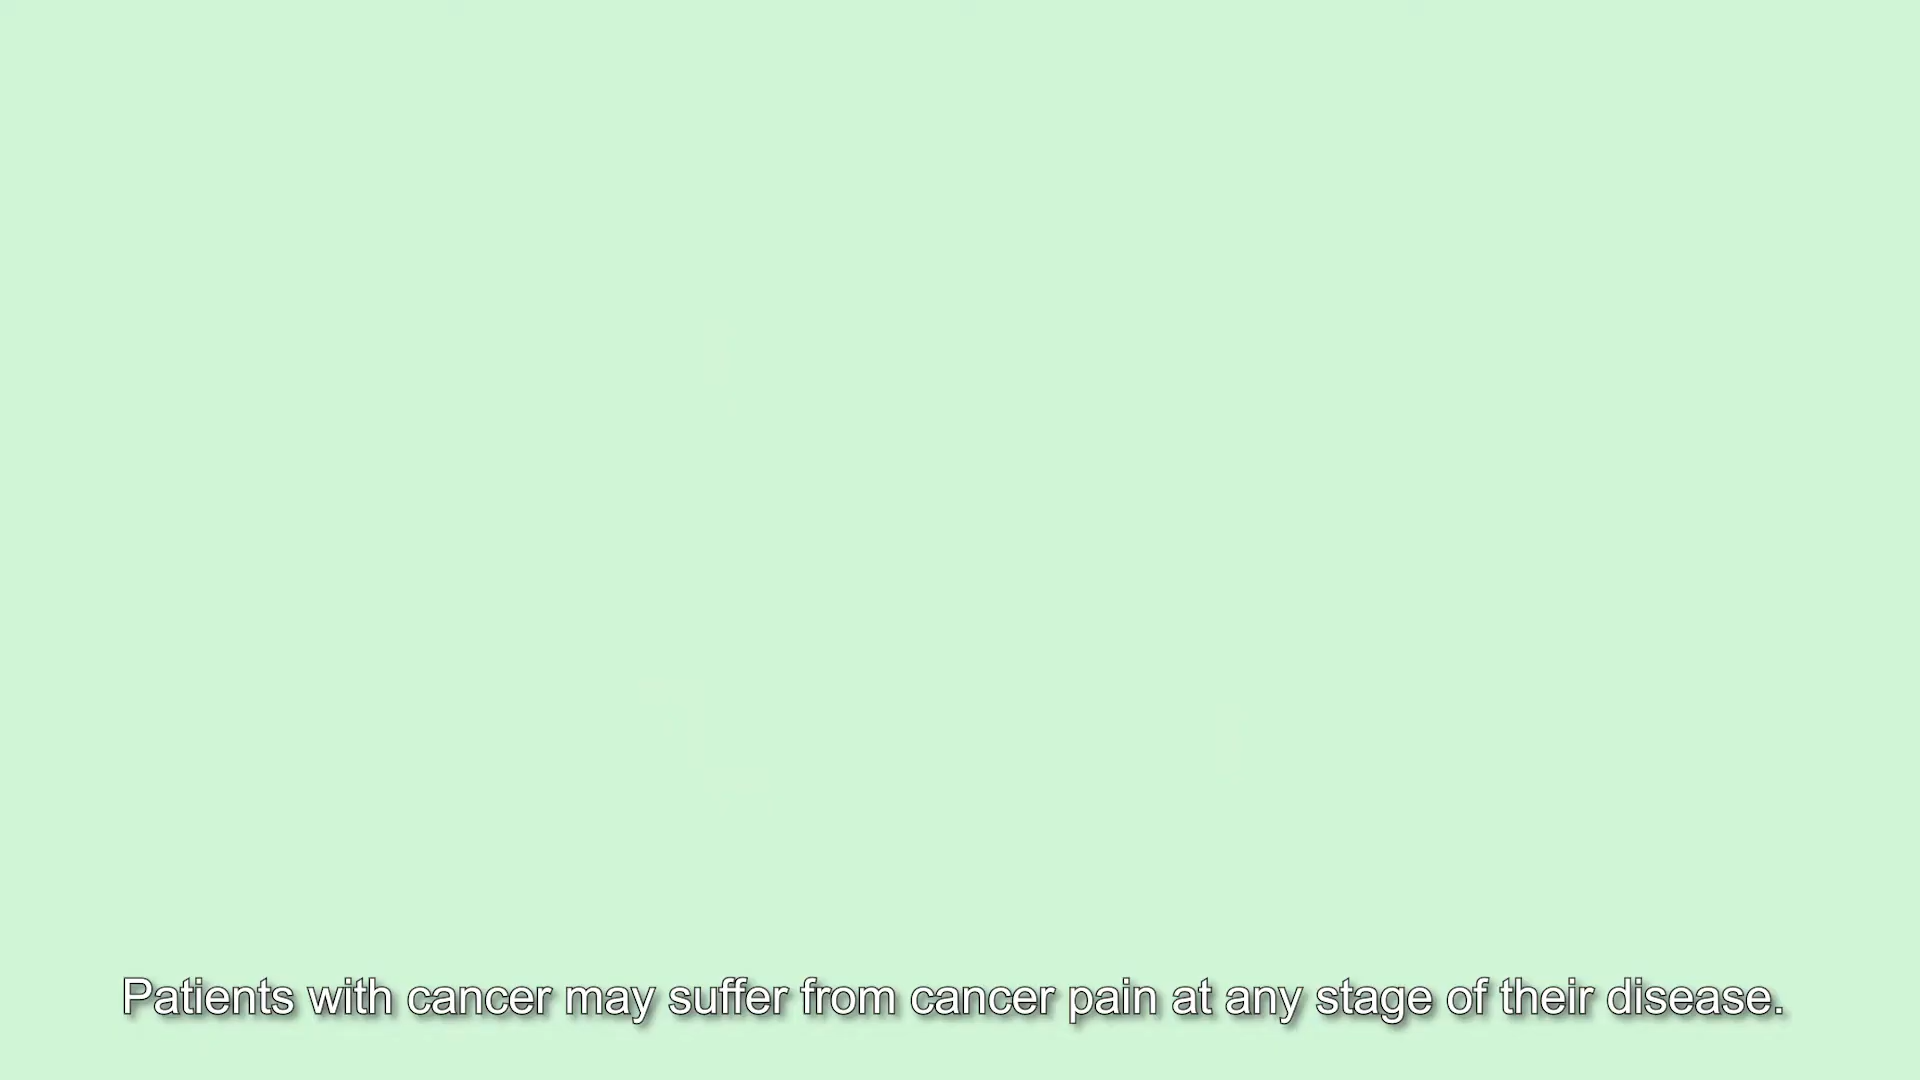 Patients with cancer may suffer from cancer pain at any stage of their disease.